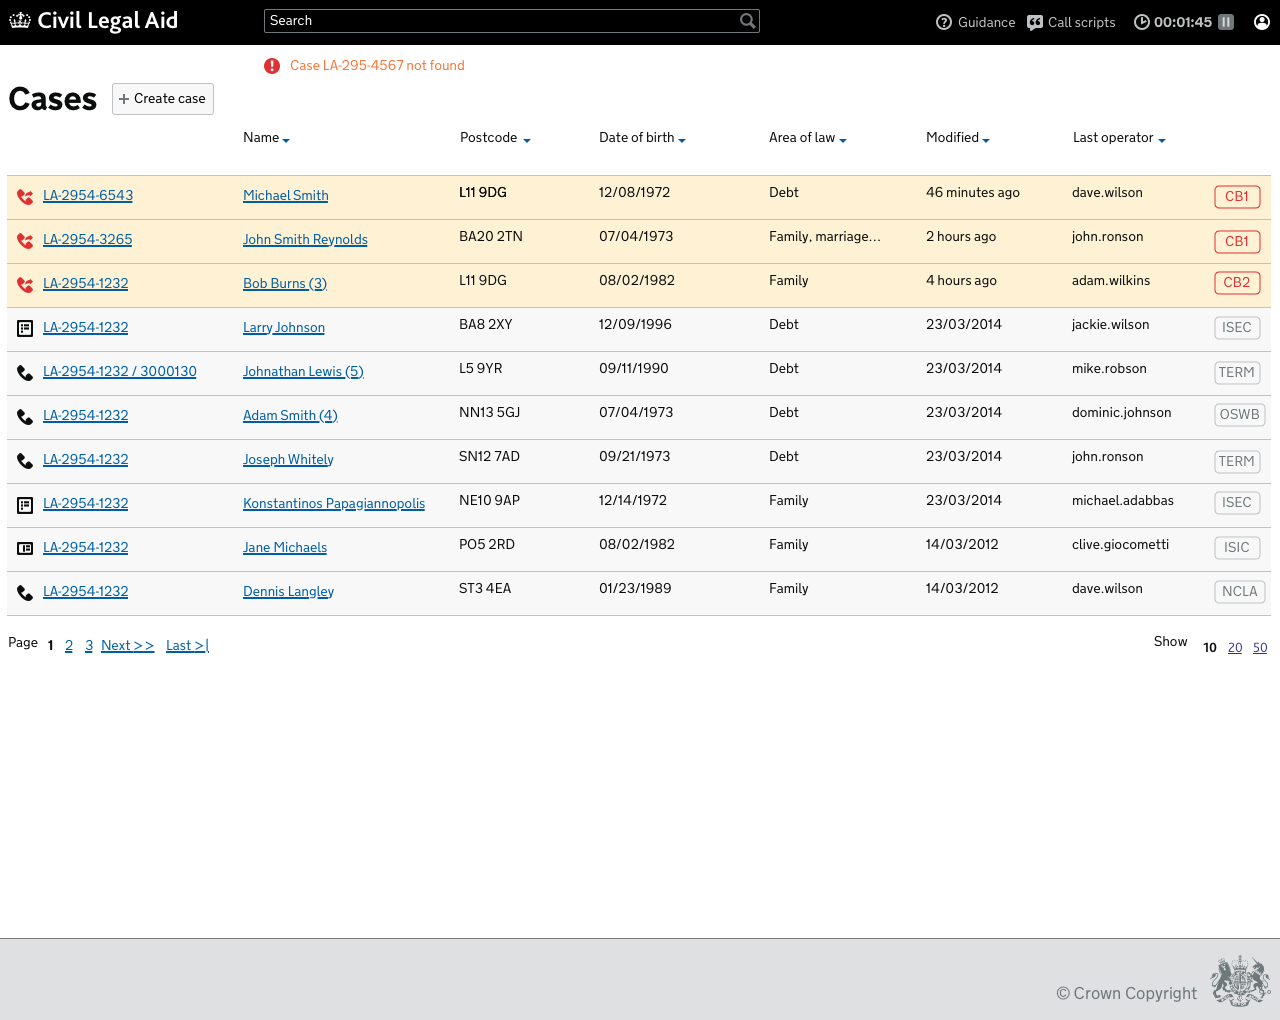 Civil Legal Aid
Search
Guidance
Call scripts
00:01:45
Case LA-295-4567 not found
Cases
Create case
Name Postcode Date of birth Area of law Modified Last operator
LA-2954-6543 Michael Smith L11 9DG 12/08/1972 Debt 46 minutes ago dave.wilson CB1
LA-2954-3265 John Smith Reynolds BA20 2TN 07/04/1973 Family, marriage... 2 hours ago john.ronson CB1
LA-2954-1232 Bob Burns (3) L11 9DG 08/02/1982 Family 4 hours ago adam.wilkins CB2
LA-2954-1232 Larry Johnson BA8 2XY 12/09/1996 Debt 23/03/2014 jackie.wilson ISEC
LA-2954-1232 / 3000130 Johnathan Lewis (5) L5 9YR 09/11/1990 Debt 23/03/2014 mike.robson TERM
LA-2954-1232 Adam Smith (4) NN13 5GJ 07/04/1973 Debt 23/03/2014 dominic.johnson OSWB
LA-2954-1232 Joseph Whitely SN12 7AD 09/21/1973 Debt 23/03/2014 john.ronson TERM
LA-2954-1232 Konstantinos Papagiannopolis NE10 9AP 12/14/1972 Family 23/03/2014 michael.adabbas ISEC
LA-2954-1232 Jane Michaels PO5 2RD 08/02/1982 Family 14/03/2012 clive.giocometti ISIC
LA-2954-1232 Dennis Langley ST3 4EA 01/23/1989 Family 14/03/2012 dave.wilson NCLA
Page 1 2 3 Next >> Last >|
Show 10 20 50
© Crown Copyright